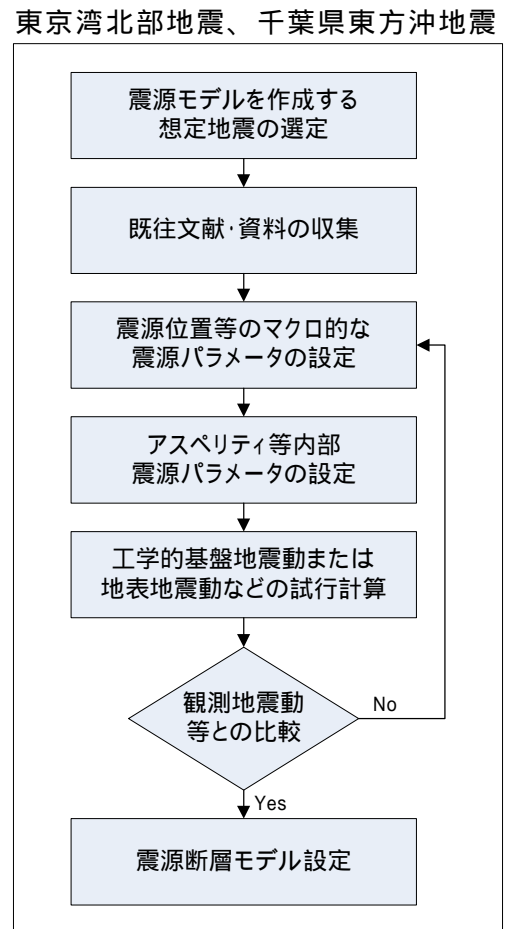 東京湾北部地震、千葉県東方沖地震
震源モデルを作成する
想定地震の選定
既往文献・資料の収集
震源位置等のマクロ的な
震源パラメータの設定
アスペリティ等内部
震源パラメータの設定
工学的基盤地震動または
地表地震動などの試行計算
観測地震動
等との比較
No
Yes
震源断層モデル設定